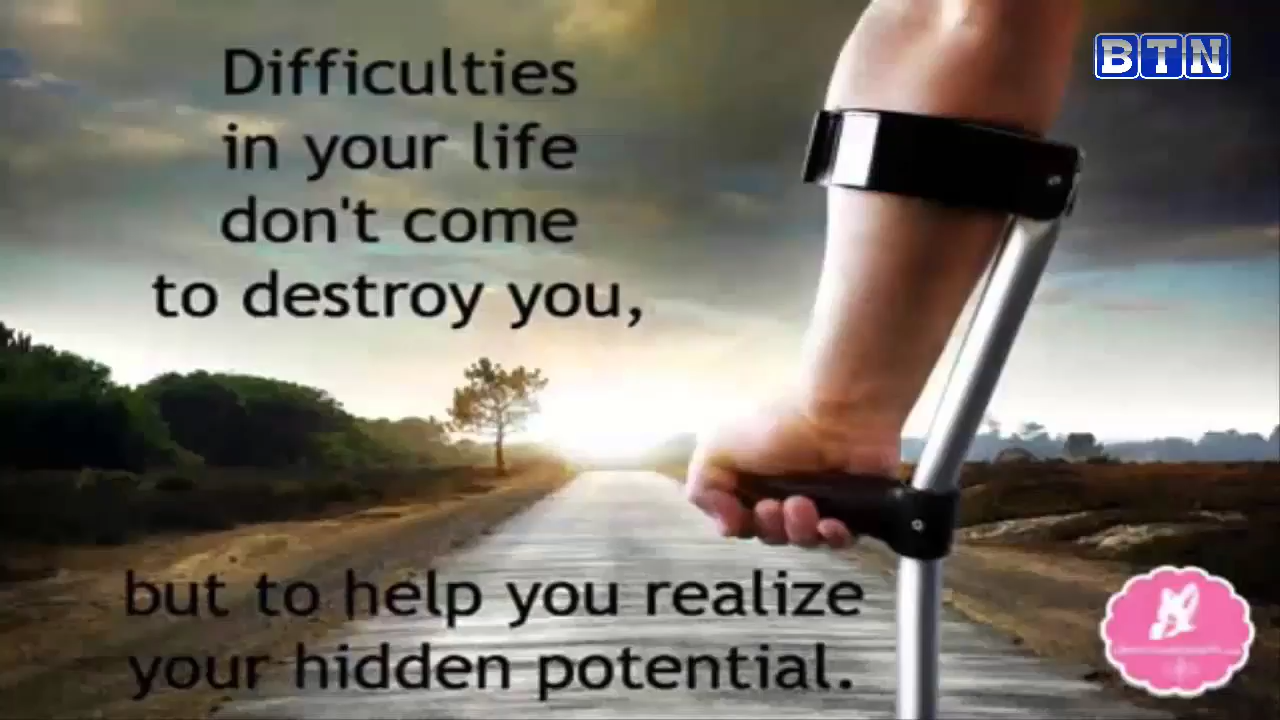 BTN
Difficulties
in your life
don't come
to destroy you,
but to help you realize
your hidden potential.